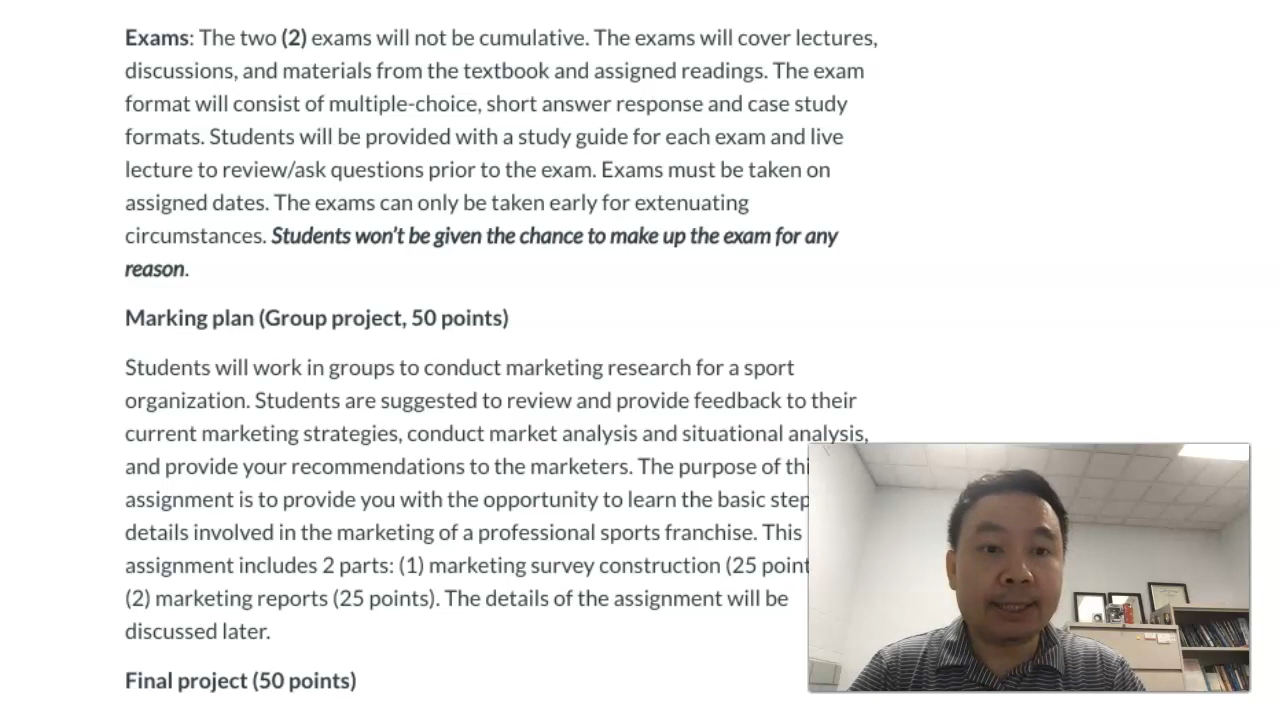 Exams: The two (2) exams will not be cumulative. The exams will cover lectures,
discussions, and materials from the textbook and assigned readings. The exam
format will consist of multiple-choice, short answer response and case study
formats. Students will be provided with a study guide for each exam and live
lecture to review/ask questions prior to the exam. Exams must be taken on
assigned dates. The exams can only be taken early for extenuating
circumstances. Students won't be given the chance to make up the exam for any
reason.
Marking plan (Group project, 50 points)
Students will work in groups to conduct marketing research for a sport
organization. Students are suggested to review and provide feedback to their
current marketing strategies, conduct market analysis and situational analysis,
and provide your recommendations to the marketers. The purpose of thi
assignment is to provide you with the opportunity to learn the basic step
details involved in the marketing of a professional sports franchise. This
assignment includes 2 parts: (1) marketing survey construction (25 point
(2) marketing reports (25 points). The details of the assignment will be
discussed later.
Final project (50 points)